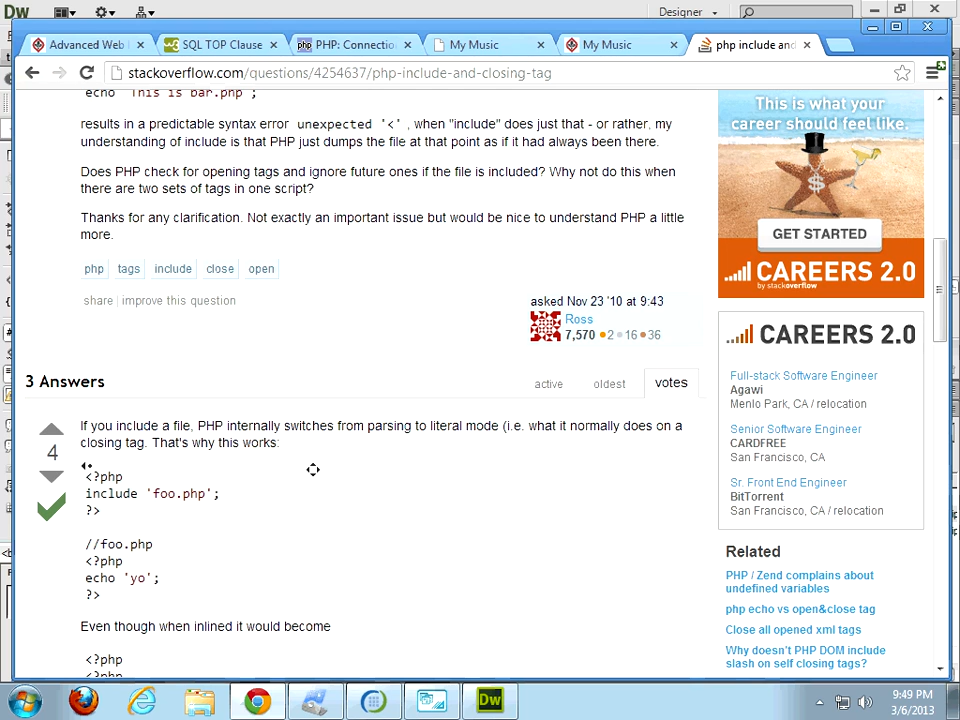 Dw
Designer
Advanced Web
SQL TOP Clause
PHP: Connection
My Music
My Music
php include and
stackoverflow.com/questions/4254637/php-include-and-closing-tag
echo 'This is bar.php';
results in a predictable syntax error unexpected '<' , when "include" does just that - or rather, my
understanding of include is that PHP just dumps the file at that point as if it had always been there.
Does PHP check for opening tags and ignore future ones if the file is included? Why not do this when
there are two sets of tags in one script?
Thanks for any clarification. Not exactly an important issue but would be nice to understand PHP a little
more.
php tags include close open
share improve this question
asked Nov 23 '10 at 9:43
Ross
7,570 2 16 36
3 Answers
active oldest votes
4
If you include a file, PHP internally switches from parsing to literal mode (i.e. what it normally does on a
closing tag. That's why this works:
<?php
include 'foo.php';
?>
//foo.php
<?php
echo 'yo';
?>
Even though when inlined it would become
<?php
<?php
This is what your
career should feel like.
$
GET STARTED
CAREERS 2.0
by stackoverflow
CAREERS 2.0
Full-stack Software Engineer
Agawi
Menlo Park, CA / relocation
Senior Software Engineer
CARDFREE
San Francisco, CA
Sr. Front End Engineer
BitTorrent
San Francisco, CA / relocation
Related
PHP / Zend complains about
undefined variables
php echo vs open&close tag
Close all opened xml tags
Why doesn't PHP DOM include
slash on self closing tags?
Dw
9:49 PM
3/6/2013